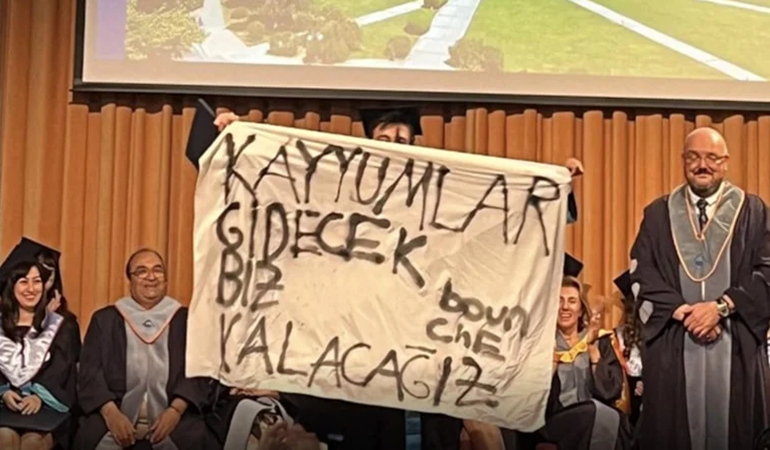 KAYYUMLAR
GİDECEK
BİZ
boun
ChE
KALACAĞIZ